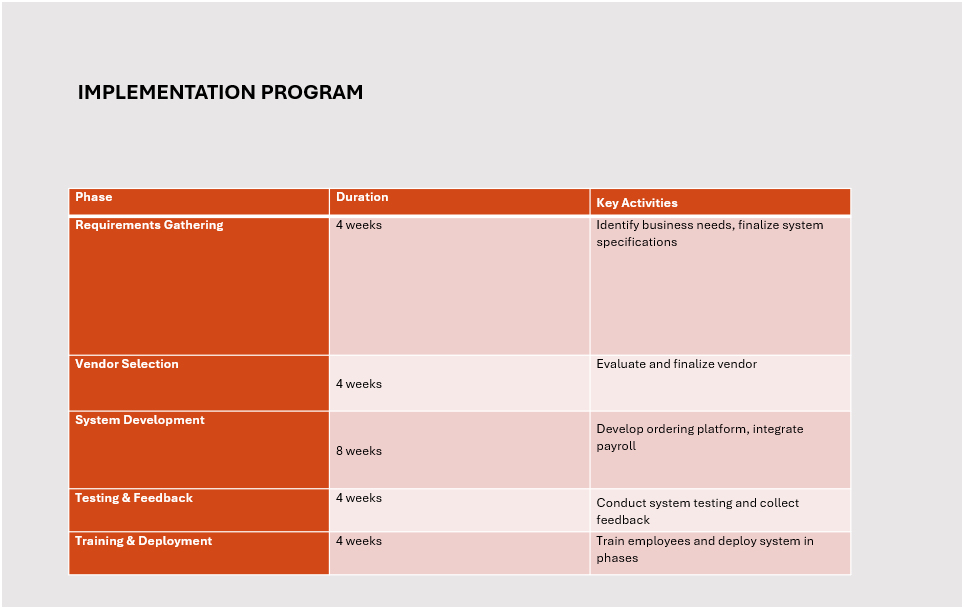 IMPLEMENTATION PROGRAM
Phase
Duration
Key Activities
Requirements Gathering
4 weeks
Identify business needs, finalize system
specifications
Vendor Selection
4 weeks
Evaluate and finalize vendor
System Development
8 weeks
Develop ordering platform, integrate
payroll
Testing & Feedback
4 weeks
Conduct system testing and collect
feedback
Training & Deployment
4 weeks
Train employees and deploy system in
phases